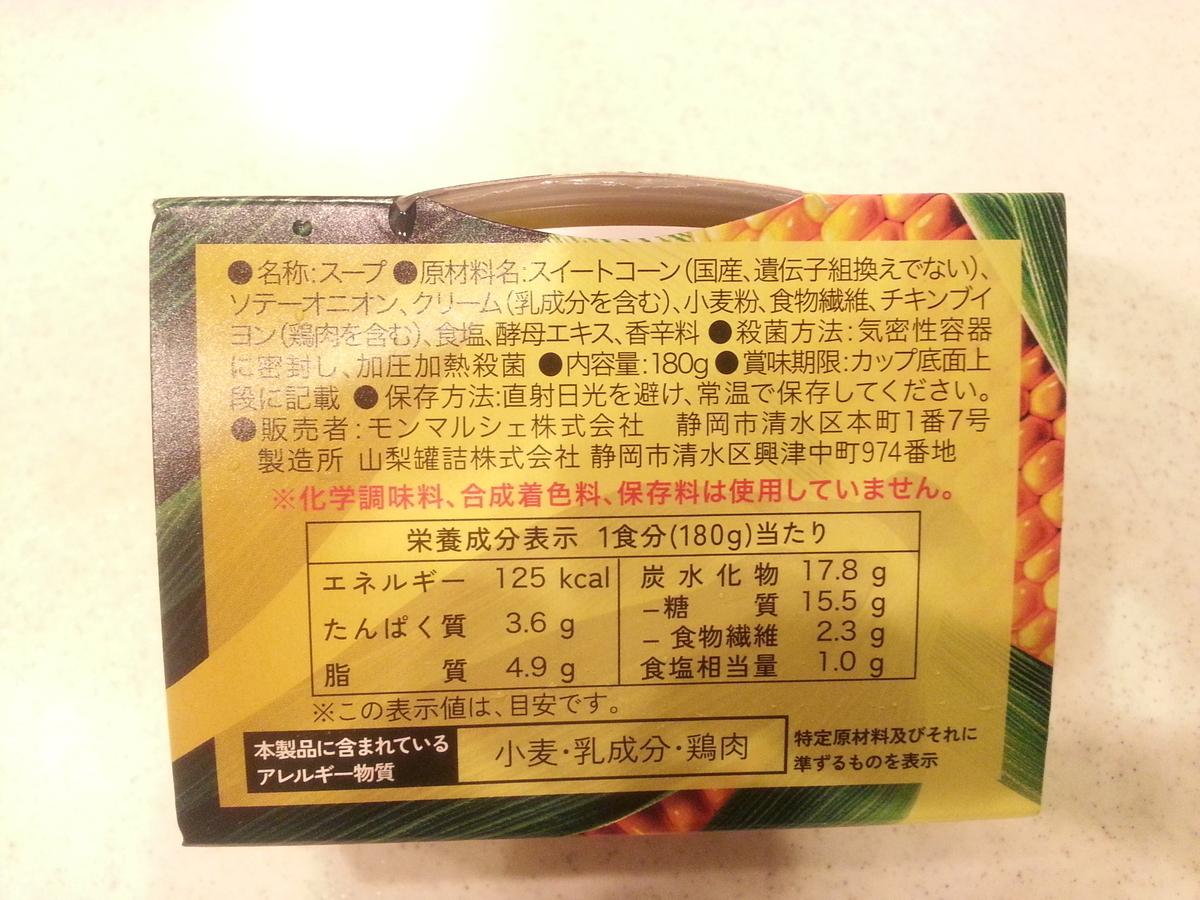 ●名称:スープ ●原材料名:スイートコーン(国産、遺伝子組換えでない)、
ソテーオニオン、クリーム(乳成分を含む)、小麦粉、食物繊維、チキンブイ
ヨン(鶏肉を含む)、食塩、酵母エキス、香辛料 ●殺菌方法:気密性容器
に密封し、加圧加熱殺菌 ●内容量:180g ●賞味期限:カップ底面上
段に記載 ●保存方法:直射日光を避け、常温で保存してください。
●販売者:モンマルシェ株式会社 静岡市清水区本町1番7号
製造所 山梨罐詰株式会社 静岡市清水区興津中町974番地
※化学調味料、合成着色料、保存料は使用していません。
栄養成分表示 1食分(180g)当たり
エネルギー 125 kcal
たんぱく質 3.6 g
脂質 4.9 g
炭水化物 17.8 g
–糖質 15.5 g
–食物繊維 2.3 g
食塩相当量 1.0 g
※この表示値は、目安です。
本製品に含まれている
アレルギー物質
小麦・乳成分・鶏肉
特定原材料及びそれに
準ずるものを表示